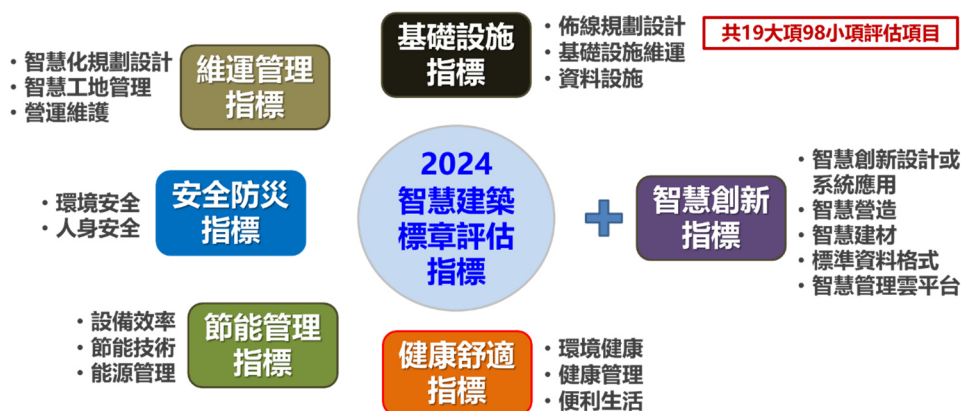 基礎設施
指標
・佈線規劃設計
・基礎設施維運
・資料設施
共19大項98小項評估項目
・智慧化規劃設計
・智慧工地管理
・營運維護
維運管理
指標
・環境安全
・人身安全
安全防災
指標
2024
智慧建築
標章評估
指標
智慧創新
指標
・智慧創新設計或
系統應用
・智慧營造
・智慧建材
・標準資料格式
・智慧管理雲平台
・設備效率
・節能技術
・能源管理
節能管理
指標
健康舒適
指標
・環境健康
・健康管理
・便利生活